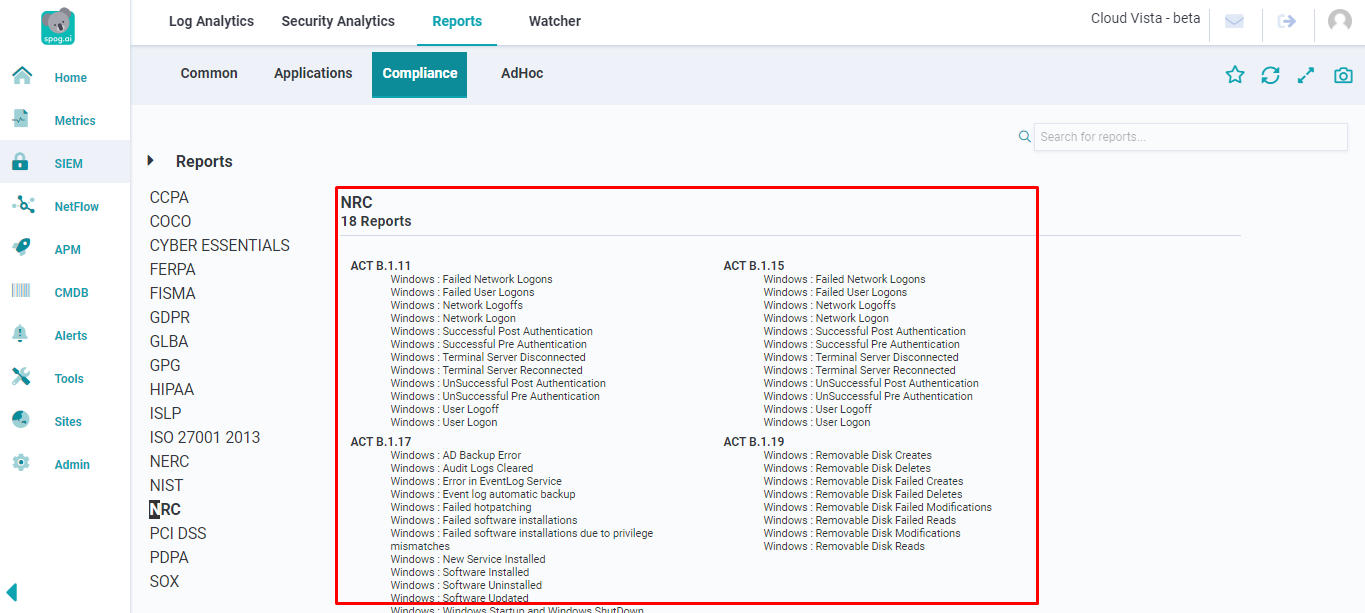 spog.ai
Log Analytics
Security Analytics
Reports
Watcher
Cloud Vista - beta
Home
Metrics
SIEM
NetFlow
APM
CMDB
Alerts
Tools
Sites
Admin
Common
Applications
Compliance
AdHoc
Search for reports...
Reports
CCPA
COCO
CYBER ESSENTIALS
FERPA
FISMA
GDPR
GLBA
GPG
HIPAA
ISLP
ISO 27001 2013
NERC
NIST
NRC
PCI DSS
PDPA
SOX
NRC
18 Reports
ACT B.1.11
Windows : Failed Network Logons
Windows : Failed User Logons
Windows : Network Logoffs
Windows : Network Logon
Windows : Successful Post Authentication
Windows : Successful Pre Authentication
Windows : Terminal Server Disconnected
Windows : Terminal Server Reconnected
Windows : UnSuccessful Post Authentication
Windows : UnSuccessful Pre Authentication
Windows : User Logoff
Windows : User Logon
ACT B.1.15
Windows : Failed Network Logons
Windows : Failed User Logons
Windows : Network Logoffs
Windows : Network Logon
Windows : Successful Post Authentication
Windows : Successful Pre Authentication
Windows : Terminal Server Disconnected
Windows : Terminal Server Reconnected
Windows : UnSuccessful Post Authentication
Windows : UnSuccessful Pre Authentication
Windows : User Logoff
Windows : User Logon
ACT B.1.17
Windows : AD Backup Error
Windows : Audit Logs Cleared
Windows : Error in EventLog Service
Windows : Event log automatic backup
Windows : Failed hotpatching
Windows : Failed software installations
Windows : Failed software installations due to privilege
mismatches
Windows : New Service Installed
Windows : Software Installed
Windows : Software Uninstalled
Windows : Software Updated
Windows : Windows Startup and Windows ShutDown
ACT B.1.19
Windows : Removable Disk Creates
Windows : Removable Disk Deletes
Windows : Removable Disk Failed Creates
Windows : Removable Disk Failed Deletes
Windows : Removable Disk Failed Modifications
Windows : Removable Disk Failed Reads
Windows : Removable Disk Modifications
Windows : Removable Disk Reads